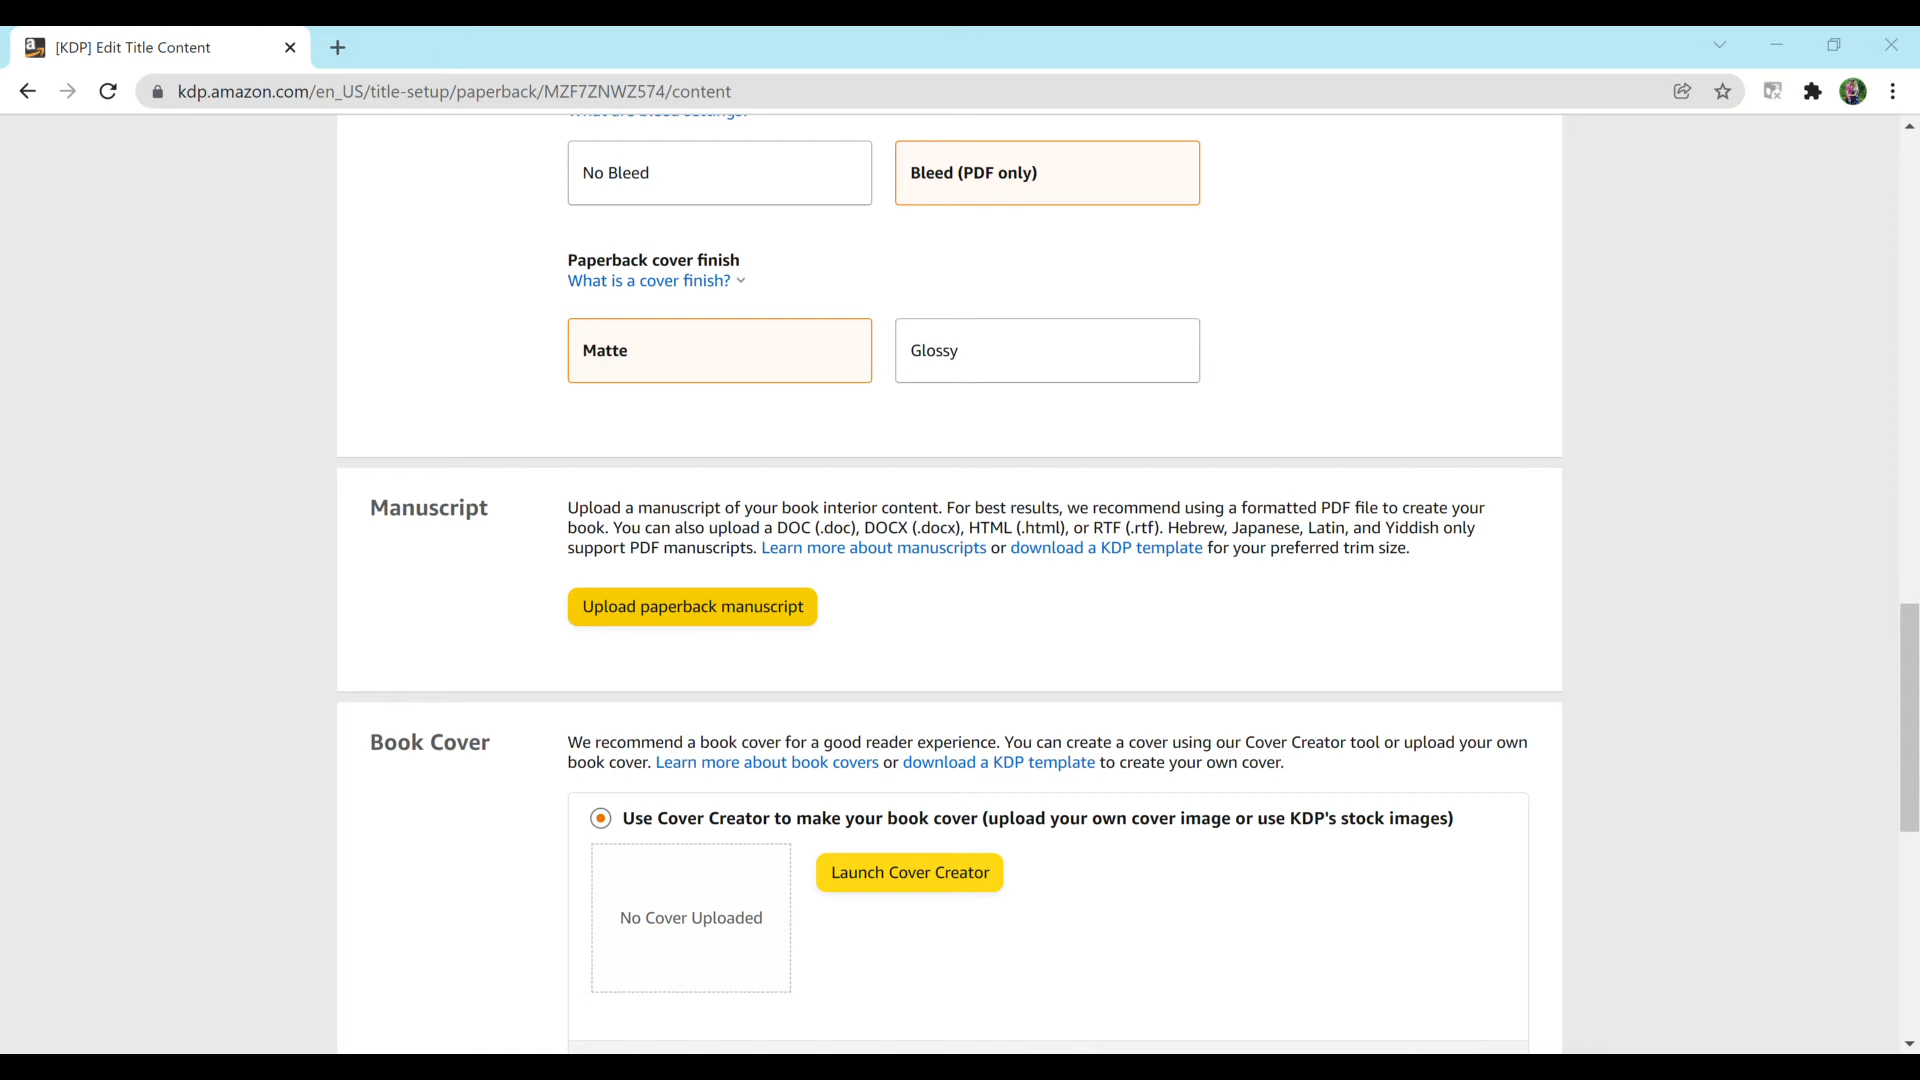 [KDP] Edit Title Content
kdp.amazon.com/en_US/title-setup/paperback/MZF7ZNWZ574/content
What are bleed settings?
No Bleed
Bleed (PDF only)
Paperback cover finish
What is a cover finish?
Matte
Glossy
Manuscript
Upload a manuscript of your book interior content. For best results, we recommend using a formatted PDF file to create your
book. You can also upload a DOC (.doc), DOCX (.docx), HTML (.html), or RTF (.rtf). Hebrew, Japanese, Latin, and Yiddish only
support PDF manuscripts. Learn more about manuscripts or download a KDP template for your preferred trim size.
Upload paperback manuscript
Book Cover
We recommend a book cover for a good reader experience. You can create a cover using our Cover Creator tool or upload your own
book cover. Learn more about book covers or download a KDP template to create your own cover.
Use Cover Creator to make your book cover (upload your own cover image or use KDP's stock images)
Launch Cover Creator
No Cover Uploaded